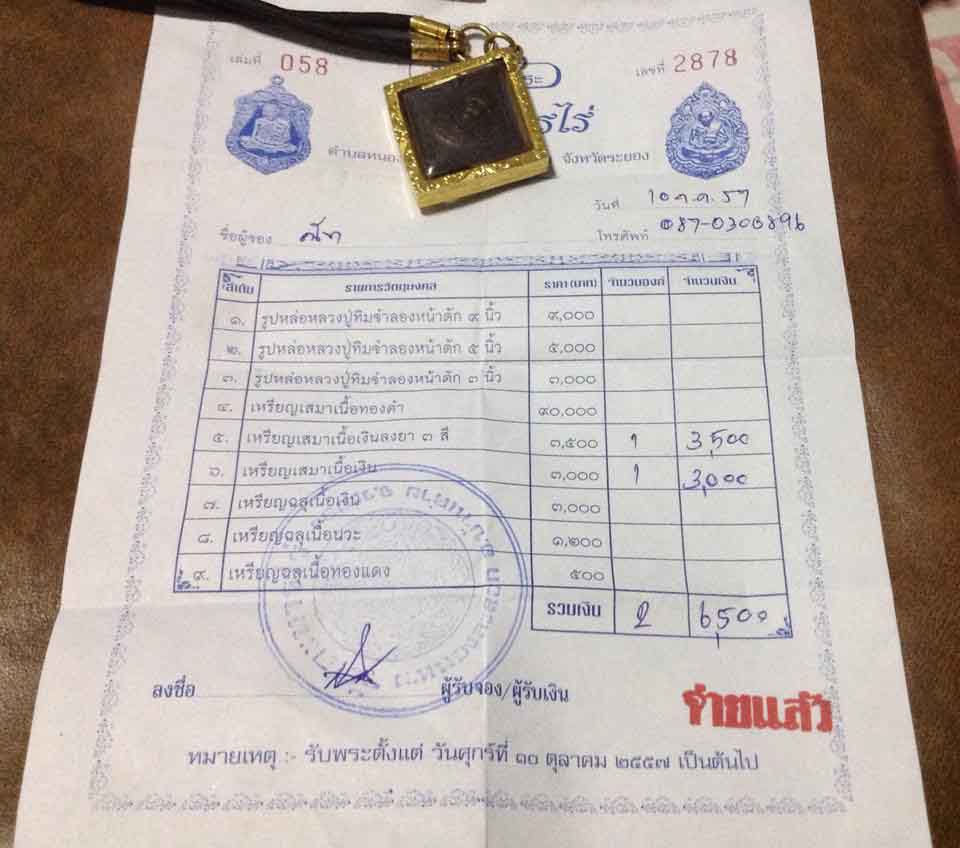 เล่มที่ 058
เลขที่ 2878
ระ
รไร่
ตำบลหนอง จังหวัดระยอง
วันที่ 10 ต.ค. 57
ชื่อผู้จอง โทรศัพท์ 087-0303896
ลำดับ รายการวัตถุมงคล ราคา(บาท) จำนวนองค์ จำนวนเงิน
๑. รูปหล่อหลวงปู่ทิมจำลองหน้าตัก ๙ นิ้ว ๙,๐๐๐
๒. รูปหล่อหลวงปู่ทิมจำลองหน้าตัก ๕ นิ้ว ๕,๐๐๐
๓. รูปหล่อหลวงปู่ทิมจำลองหน้าตัก ๓ นิ้ว ๓,๐๐๐
๔. เหรียญเสมาเนื้อทองคำ ๙๐,๐๐๐
๕. เหรียญเสมาเนื้อเงินลงยา ๓ สี ๓,๕๐๐ 1 3,500
๖. เหรียญเสมาเนื้อเงิน ๓,๐๐๐ 1 3,000
๗. เหรียญฉลุเนื้อเงิน ๓,๐๐๐
๘. เหรียญฉลุเนื้อนวะ ๑,๒๐๐
๙. เหรียญฉลุเนื้อทองแดง ๕๐๐
รวมเงิน 2 6,500
ลงชื่อ ผู้รับจอง/ผู้รับเงิน
จ่ายแล้ว
หมายเหตุ :- รับพระตั้งแต่ วันศุกร์ที่ ๑๐ ตุลาคม ๒๕๕๗ เป็นต้นไป